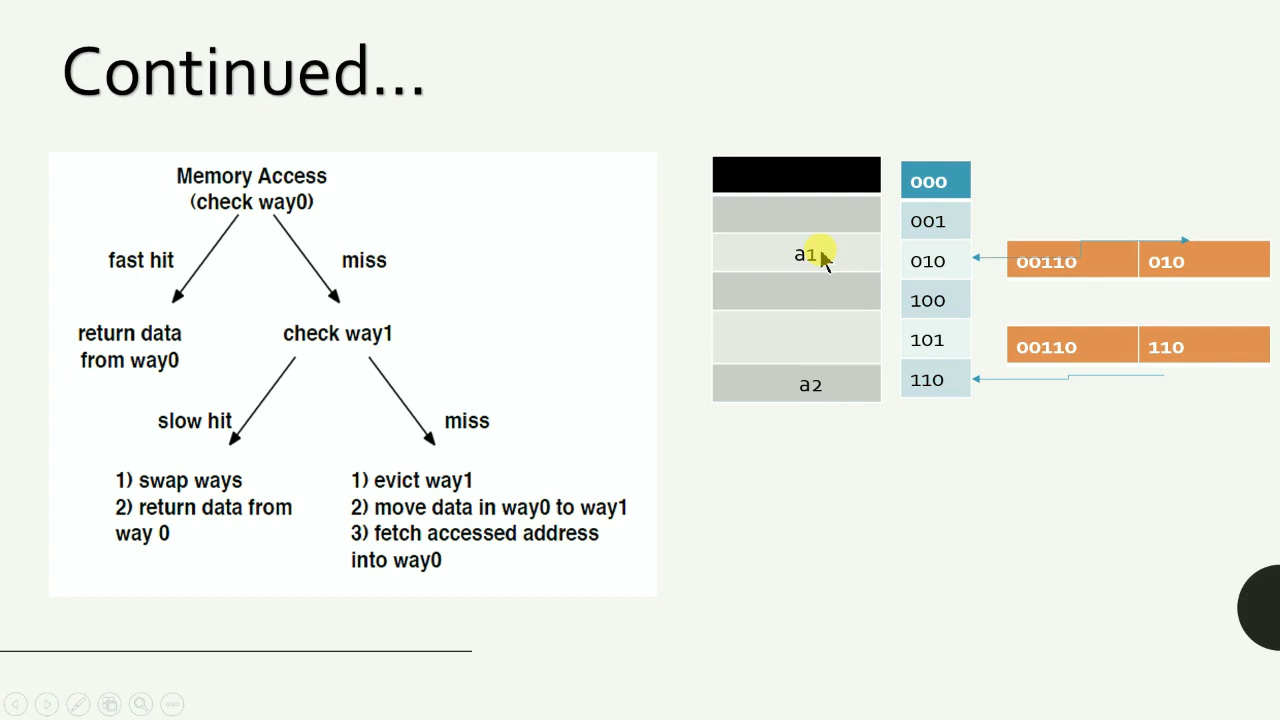 Continued...
Memory Access
(check way0)
fast hit
miss
return data
from way0
check way1
slow hit
miss
1) swap ways
2) return data from
way 0
1) evict way1
2) move data in way0 to way1
3) fetch accessed address
into way0
a1
a2
000
001
010
100
101
110
00110 010
00110 110